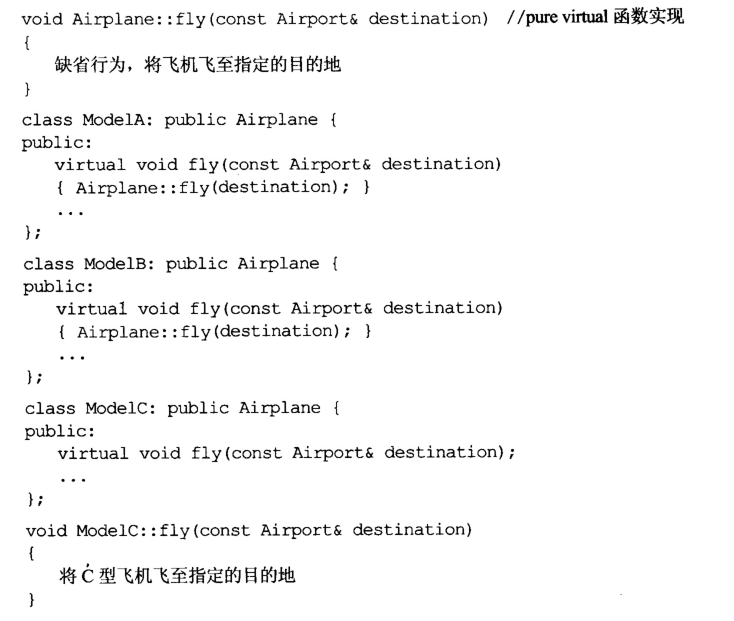 void Airplane::fly(const Airport& destination) //pure virtual 函数实现
{
缺省行为，将飞机飞至指定的目的地
}
class ModelA: public Airplane {
public:
virtual void fly(const Airport& destination)
{ Airplane::fly(destination); }
...
};
class ModelB: public Airplane {
public:
virtual void fly(const Airport& destination)
{ Airplane::fly(destination); }
...
};
class ModelC: public Airplane {
public:
virtual void fly(const Airport& destination);
...
};
void ModelC::fly(const Airport& destination)
{
将 C 型飞机飞至指定的目的地
}